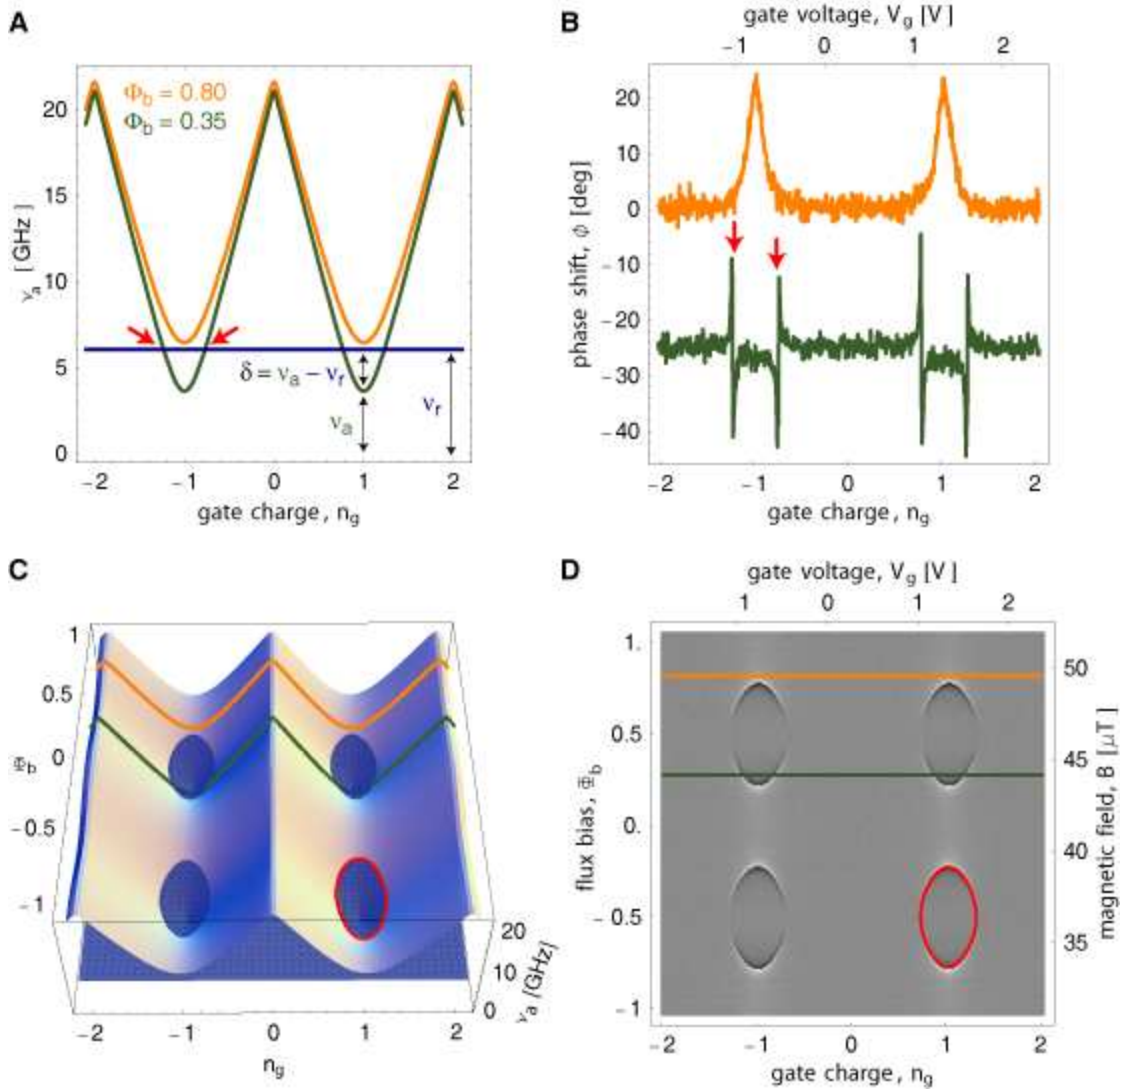 A
Φb = 0.80
Φb = 0.35
20
15
10
5
0
νa [ GHz ]
δ = νa − νr
νa
νr
−2 −1 0 1 2
gate charge, ng
B
gate voltage, Vg [V]
−1 0 1 2
20
10
0
−10
−20
−30
−40
phase shift, φ [deg]
−2 −1 0 1 2
gate charge, ng
C
1
0.5
0
−0.5
−1
Φb
20
10
0
νa [GHz]
−2 −1 0 1 2
ng
D
gate voltage, Vg [V]
1 0 1 2
1.
0.5
0.
−0.5
−1
flux bias, Φb
50
45
40
35
magnetic field, B [μT]
−2 −1 0 1 2
gate charge, ng